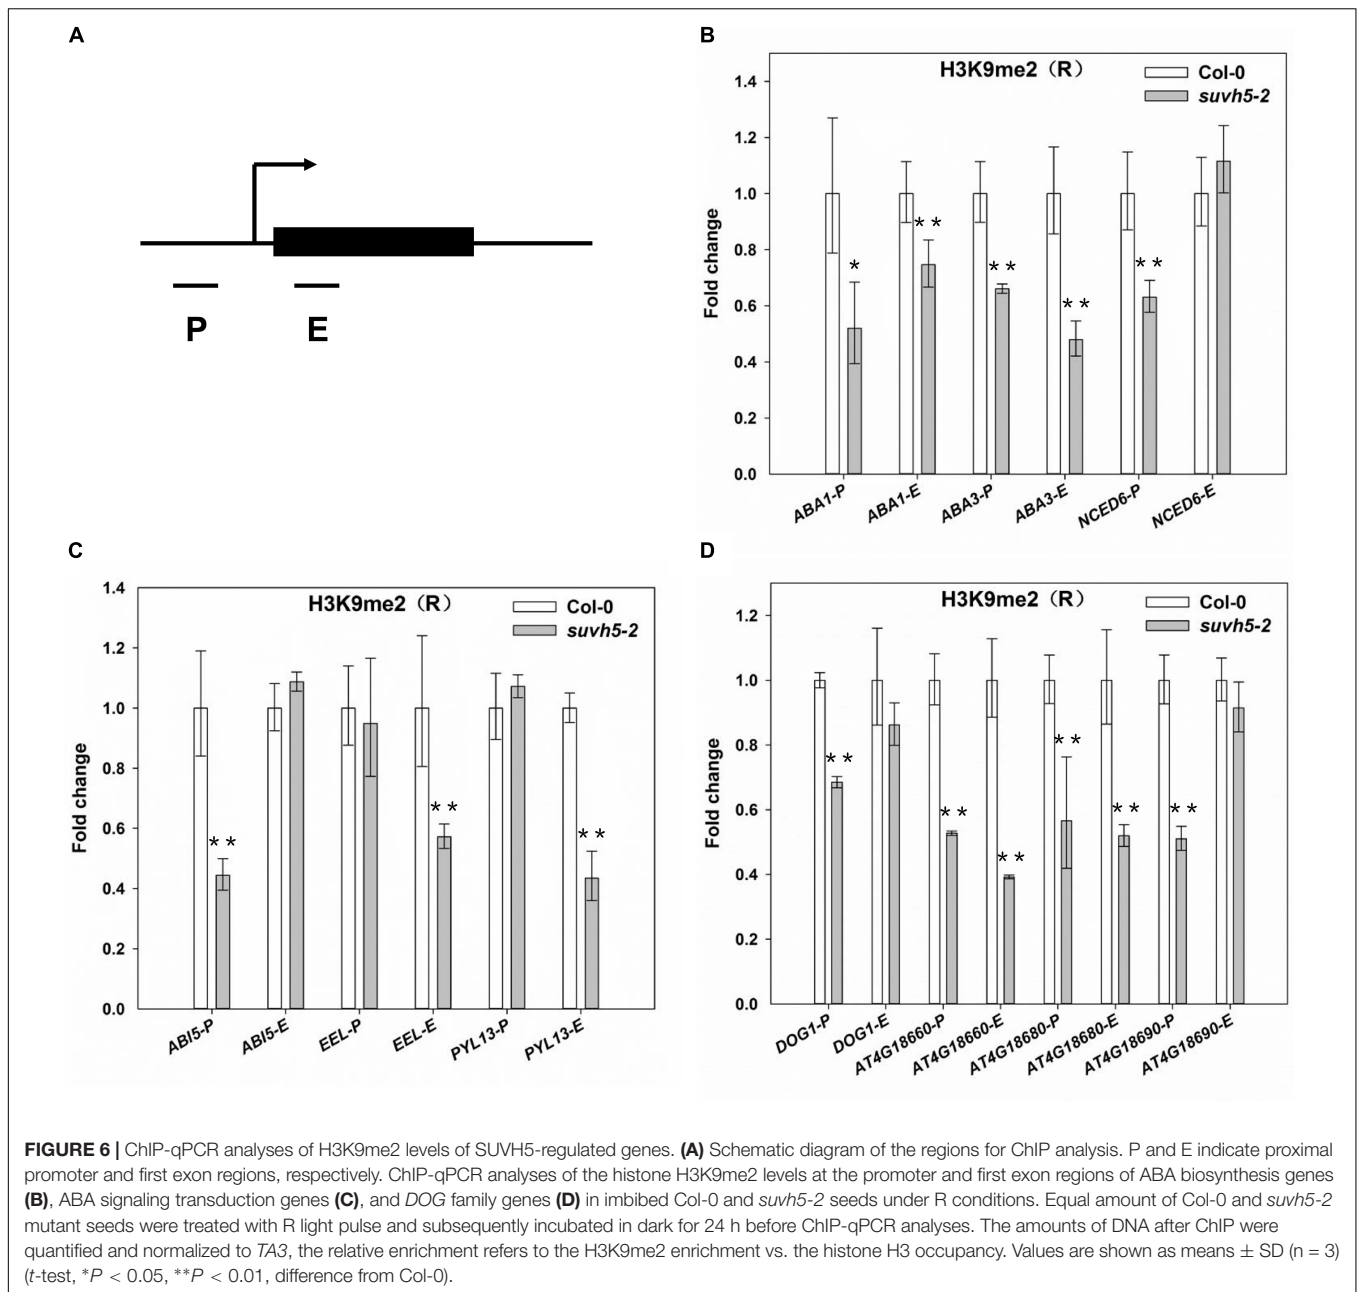 A
P
E
B
H3K9me2 (R)
Col-0
suvh5-2
Fold change
1.4
1.2
1.0
0.8
0.6
0.4
0.2
0.0
*
* *
* *
* *
* *
ABA1-P
ABA1-E
ABA3-P
ABA3-E
NCED6-P
NCED6-E
C
H3K9me2 (R)
Col-0
suvh5-2
Fold change
1.4
1.2
1.0
0.8
0.6
0.4
0.2
0.0
* *
* *
* *
ABI5-P
ABI5-E
EEL-P
EEL-E
PYL13-P
PYL13-E
D
H3K9me2 (R)
Col-0
suvh5-2
Fold change
1.2
1.0
0.8
0.6
0.4
0.2
0.0
* *
* *
* *
* *
* *
* *
DOG1-P
DOG1-E
AT4G18660-P
AT4G18660-E
AT4G18680-P
AT4G18680-E
AT4G18690-P
AT4G18690-E
FIGURE 6 | ChIP-qPCR analyses of H3K9me2 levels of SUVH5-regulated genes. (A) Schematic diagram of the regions for ChIP analysis. P and E indicate proximal
promoter and first exon regions, respectively. ChIP-qPCR analyses of the histone H3K9me2 levels at the promoter and first exon regions of ABA biosynthesis genes
(B), ABA signaling transduction genes (C), and DOG family genes (D) in imbibed Col-0 and suvh5-2 seeds under R conditions. Equal amount of Col-0 and suvh5-2
mutant seeds were treated with R light pulse and subsequently incubated in dark for 24 h before ChIP-qPCR analyses. The amounts of DNA after ChIP were
quantified and normalized to TA3, the relative enrichment refers to the H3K9me2 enrichment vs. the histone H3 occupancy. Values are shown as means ± SD (n = 3)
(t-test, *P < 0.05, **P < 0.01, difference from Col-0).